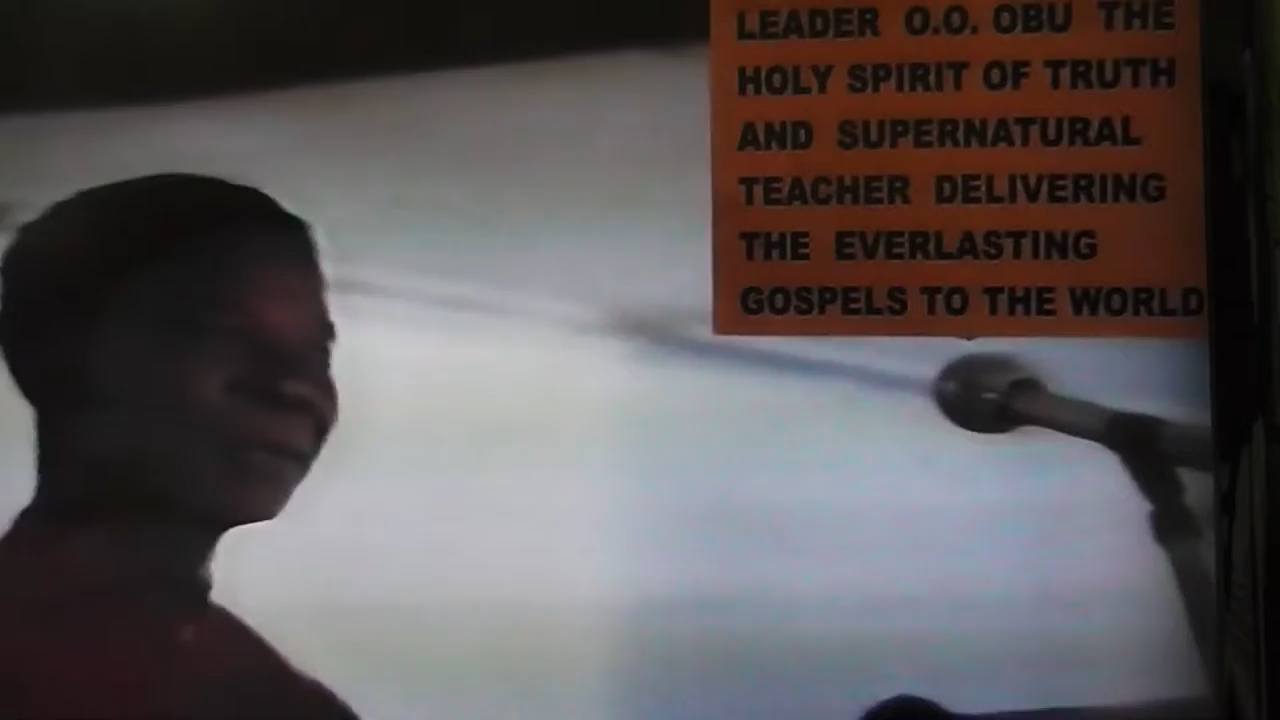 LEADER O.O. OBU THE
HOLY SPIRIT OF TRUTH
AND SUPERNATURAL
TEACHER DELIVERING
THE EVERLASTING
GOSPELS TO THE WORLD